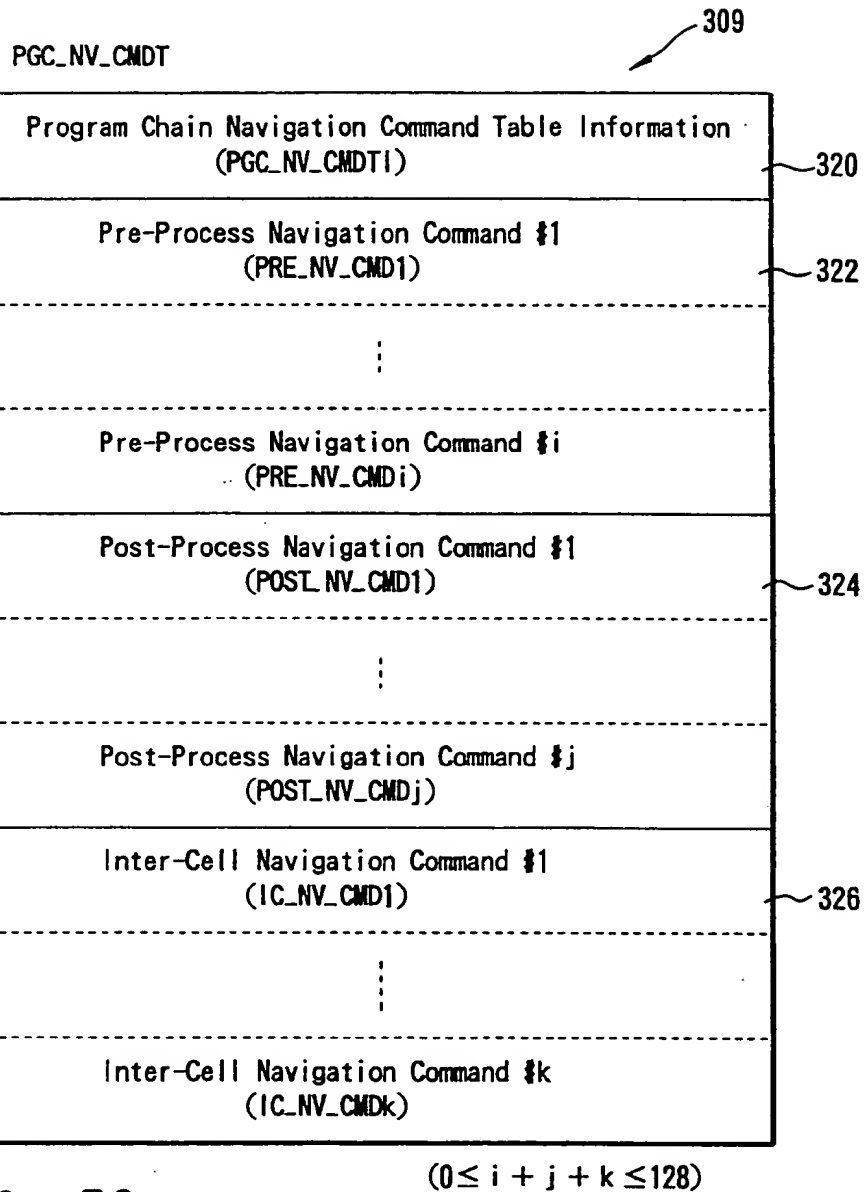 309
PGC_NV_CMDT
Program Chain Navigation Command Table Information
(PGC_NV_CMDTI)
320
Pre-Process Navigation Command #1
(PRE_NV_CMD1)
322
Pre-Process Navigation Command #i
(PRE_NV_CMDi)
Post-Process Navigation Command #1
(POST_NV_CMD1)
324
Post-Process Navigation Command #j
(POST_NV_CMDj)
Inter-Cell Navigation Command #1
(IC_NV_CMD1)
326
Inter-Cell Navigation Command #k
(IC_NV_CMDk)
(0≤ i + j + k ≤128)